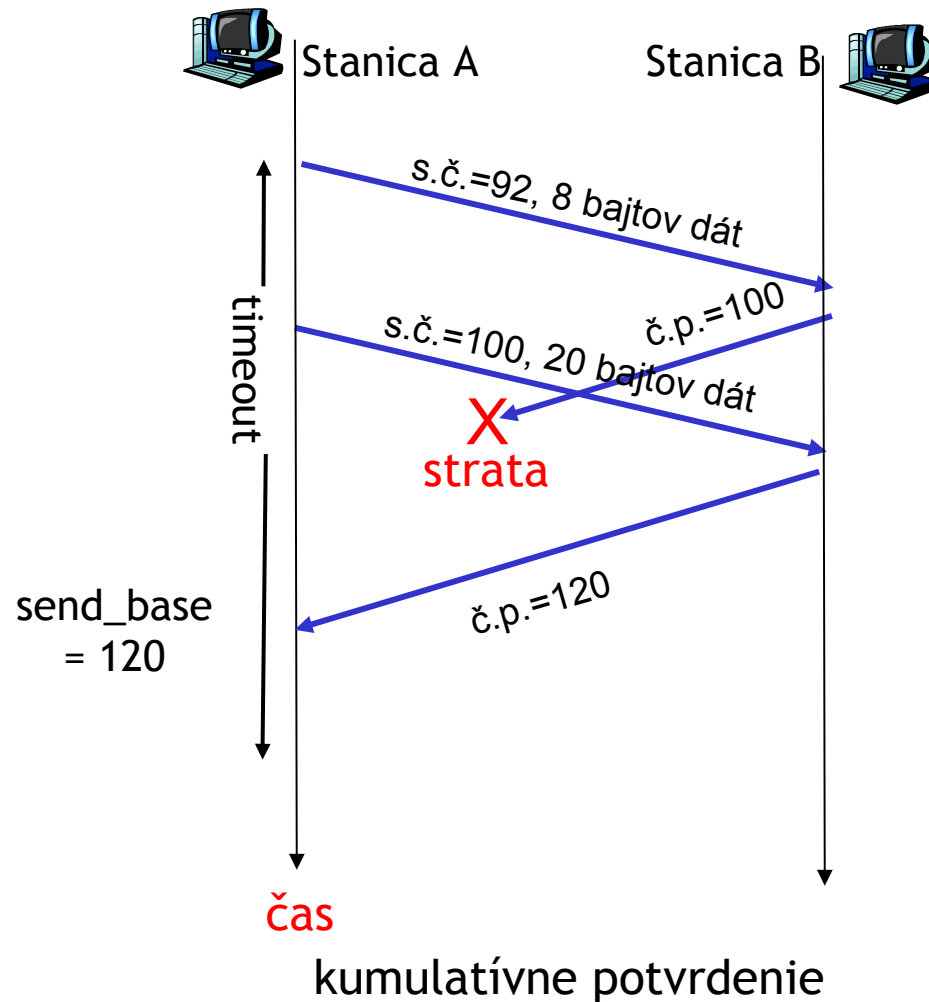 Stanica A
Stanica B
s.č.=92, 8 bajtov dát
č.p.=100
timeout
s.č.=100, 20 bajtov dát
X
strata
č.p.=120
send_base
= 120
čas
kumulatívne potvrdenie